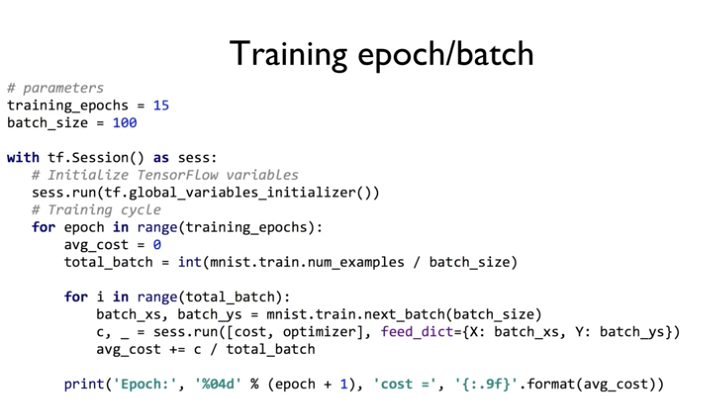 Training epoch/batch
# parameters
training_epochs = 15
batch_size = 100
with tf.Session() as sess:
# Initialize TensorFlow variables
sess.run(tf.global_variables_initializer())
# Training cycle
for epoch in range(training_epochs):
avg_cost = 0
total_batch = int(mnist.train.num_examples / batch_size)
for i in range(total_batch):
batch_xs, batch_ys = mnist.train.next_batch(batch_size)
c, _ = sess.run([cost, optimizer], feed_dict={X: batch_xs, Y: batch_ys})
avg_cost += c / total_batch
print('Epoch:', '%04d' % (epoch + 1), 'cost =', '{:.9f}'.format(avg_cost))